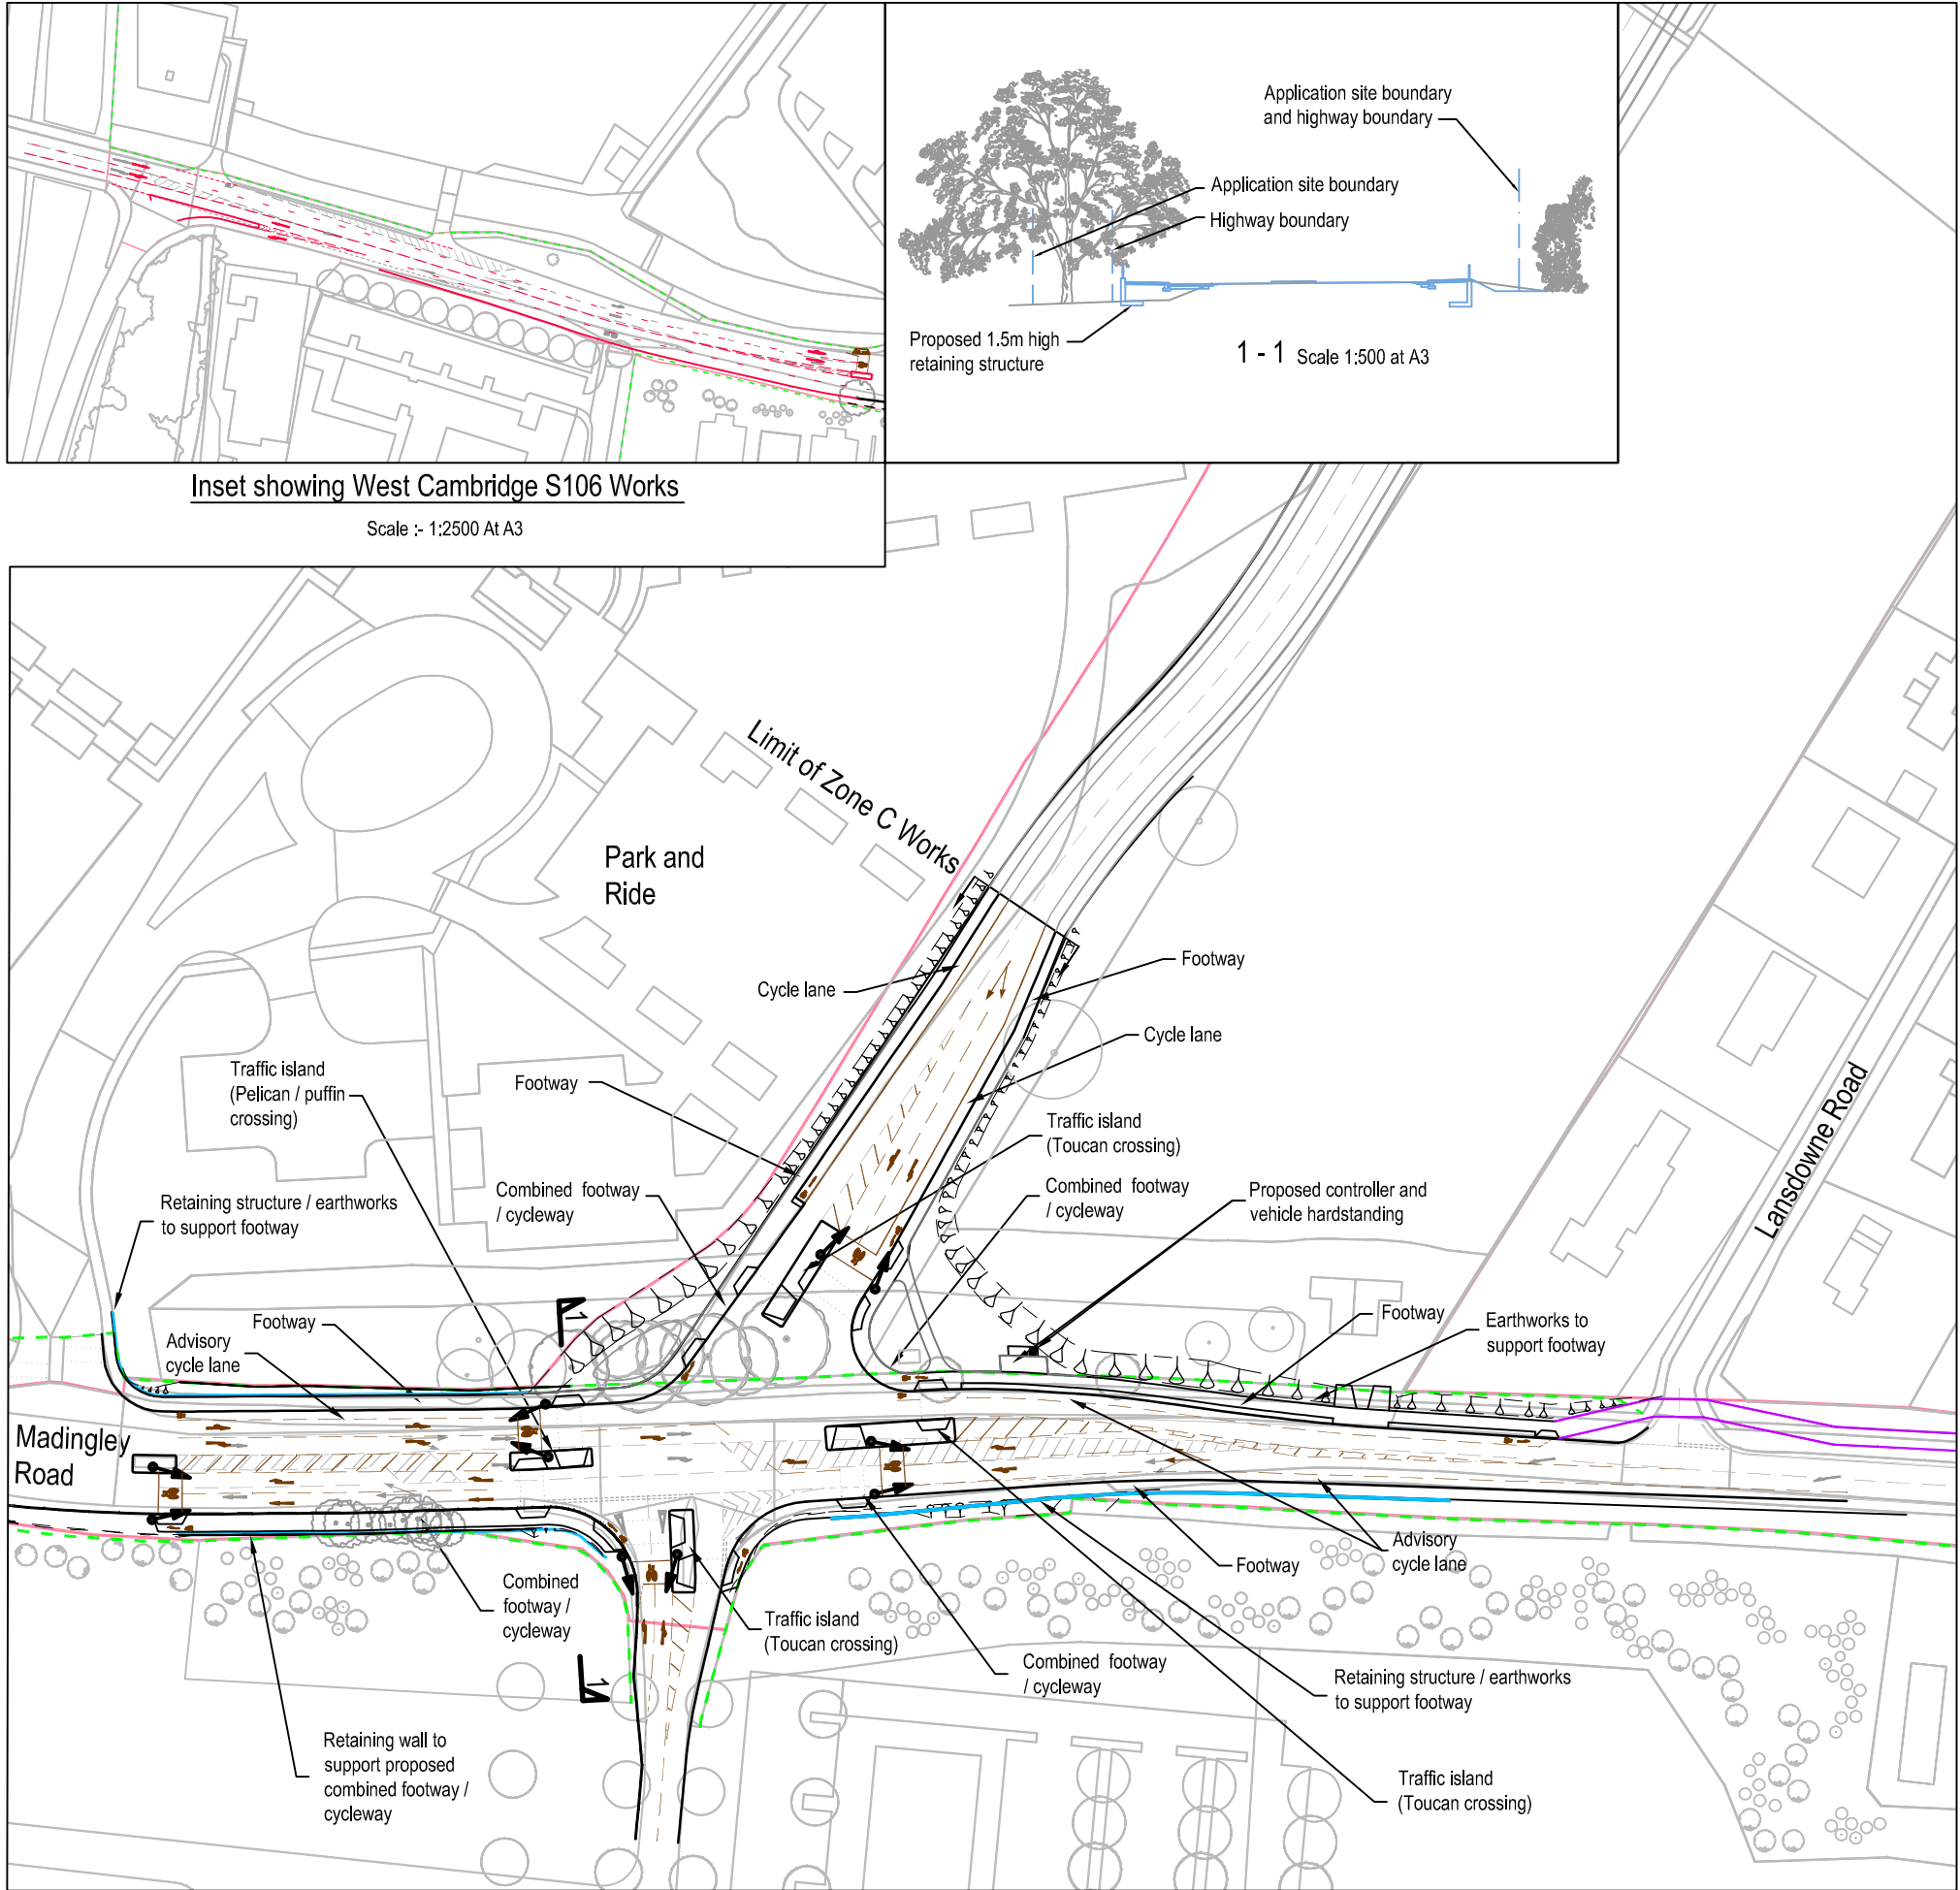 Application site boundary
and highway boundary
Application site boundary
Highway boundary
Proposed 1.5m high
retaining structure
1 - 1 Scale 1:500 at A3
Inset showing West Cambridge S106 Works
Scale :- 1:2500 At A3
Limit of Zone C Works
Park and
Ride
Cycle lane
Footway
Cycle lane
Traffic island
(Pelican / puffin
crossing)
Footway
Traffic island
(Toucan crossing)
Combined footway
/ cycleway
Combined footway
/ cycleway
Proposed controller and
vehicle hardstanding
Lansdowne Road
Retaining structure / earthworks
to support footway
Footway
Advisory
cycle lane
1
Footway
Earthworks to
support footway
Madingley
Road
Combined
footway /
cycleway
Traffic island
(Toucan crossing)
Footway
Advisory
cycle lane
1
Combined footway
/ cycleway
Retaining structure / earthworks
to support footway
Retaining wall to
support proposed
combined footway /
cycleway
Traffic island
(Toucan crossing)